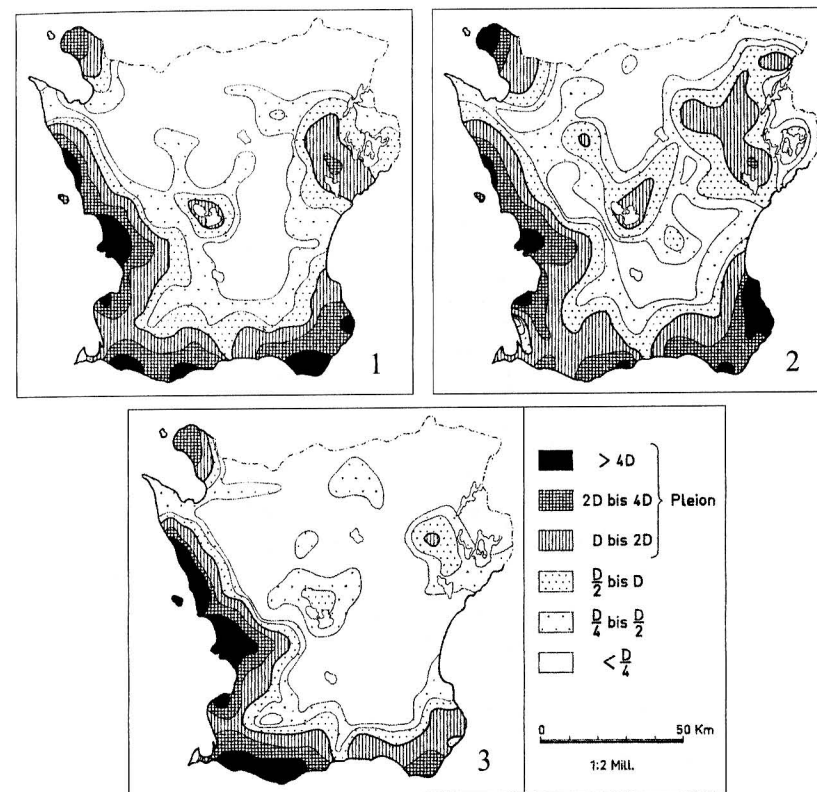 1
2
3
> 4D
2D bis 4D
Pleion
D bis 2D
D/2 bis D
D/4 bis D/2
< D/4
0 50 Km
1:2 Mill.